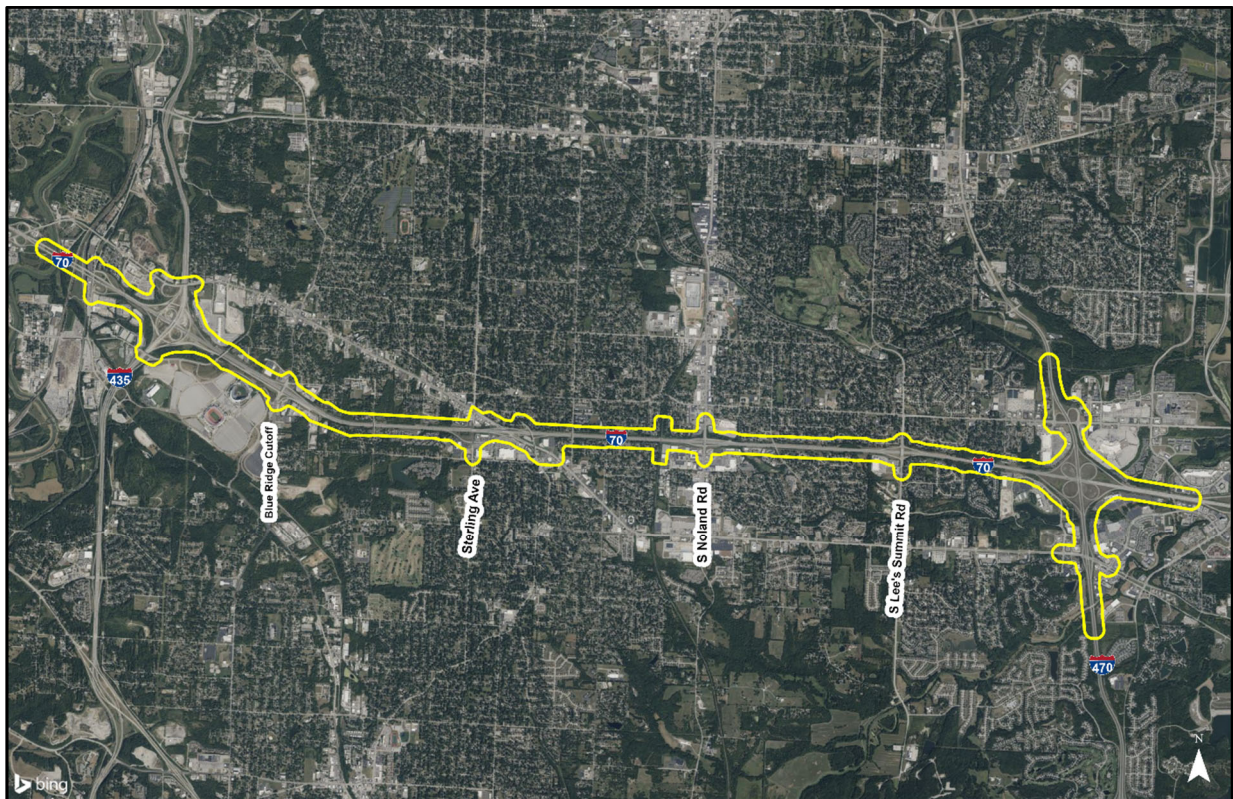 70
435
Blue Ridge Cutoff
Sterling Ave
70
S Noland Rd
S Lee's Summit Rd
70
470
N
bing